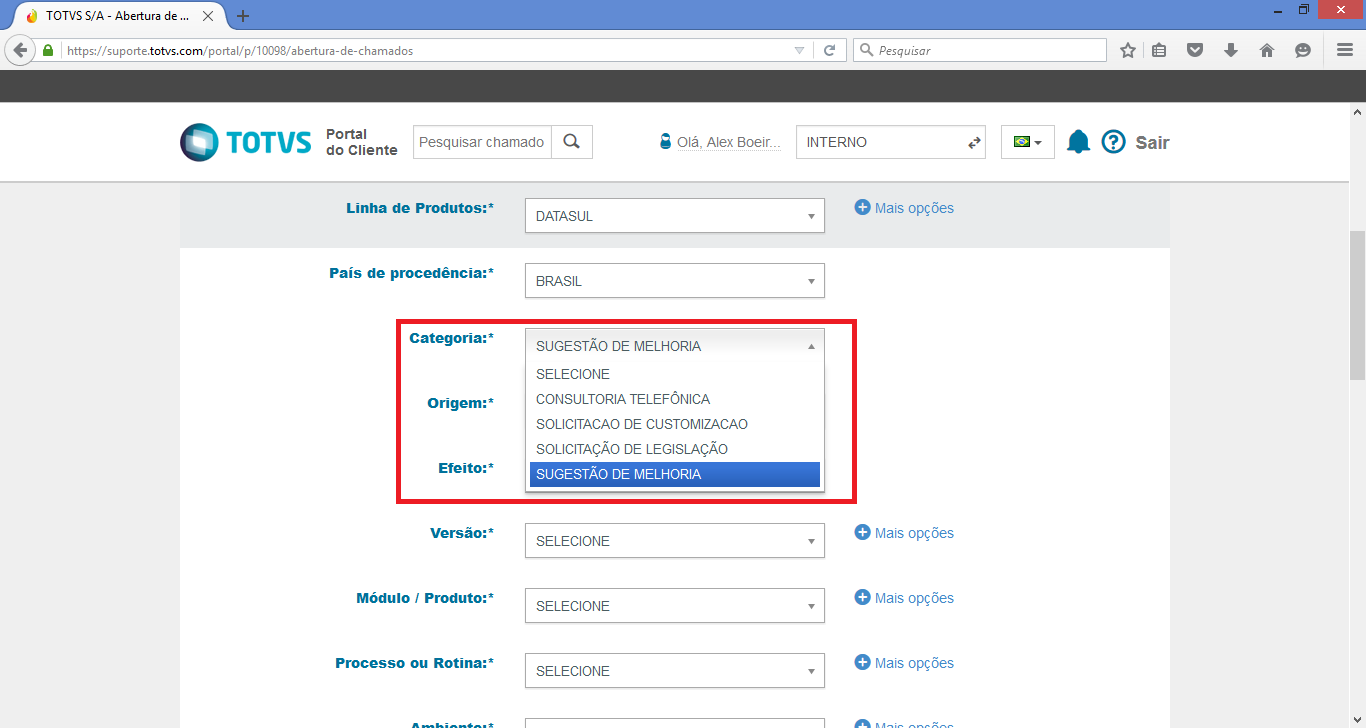 TOTVS S/A - Abertura de ...
https://suporte.totvs.com/portal/p/10098/abertura-de-chamados
Pesquisar
TOTVS
Portal
do Cliente
Pesquisar chamado
Olá, Alex Boeir...
INTERNO
Sair
Linha de Produtos:*
DATASUL
Mais opções
País de procedência:*
BRASIL
Categoria:*
SUGESTÃO DE MELHORIA
SELECIONE
CONSULTORIA TELEFÔNICA
Origem:*
SOLICITACAO DE CUSTOMIZACAO
SOLICITAÇÃO DE LEGISLAÇÃO
Efeito:*
SUGESTÃO DE MELHORIA
Versão:*
SELECIONE
Mais opções
Módulo / Produto:*
SELECIONE
Mais opções
Processo ou Rotina:*
SELECIONE
Mais opções
Ambiente:*
Mais opções